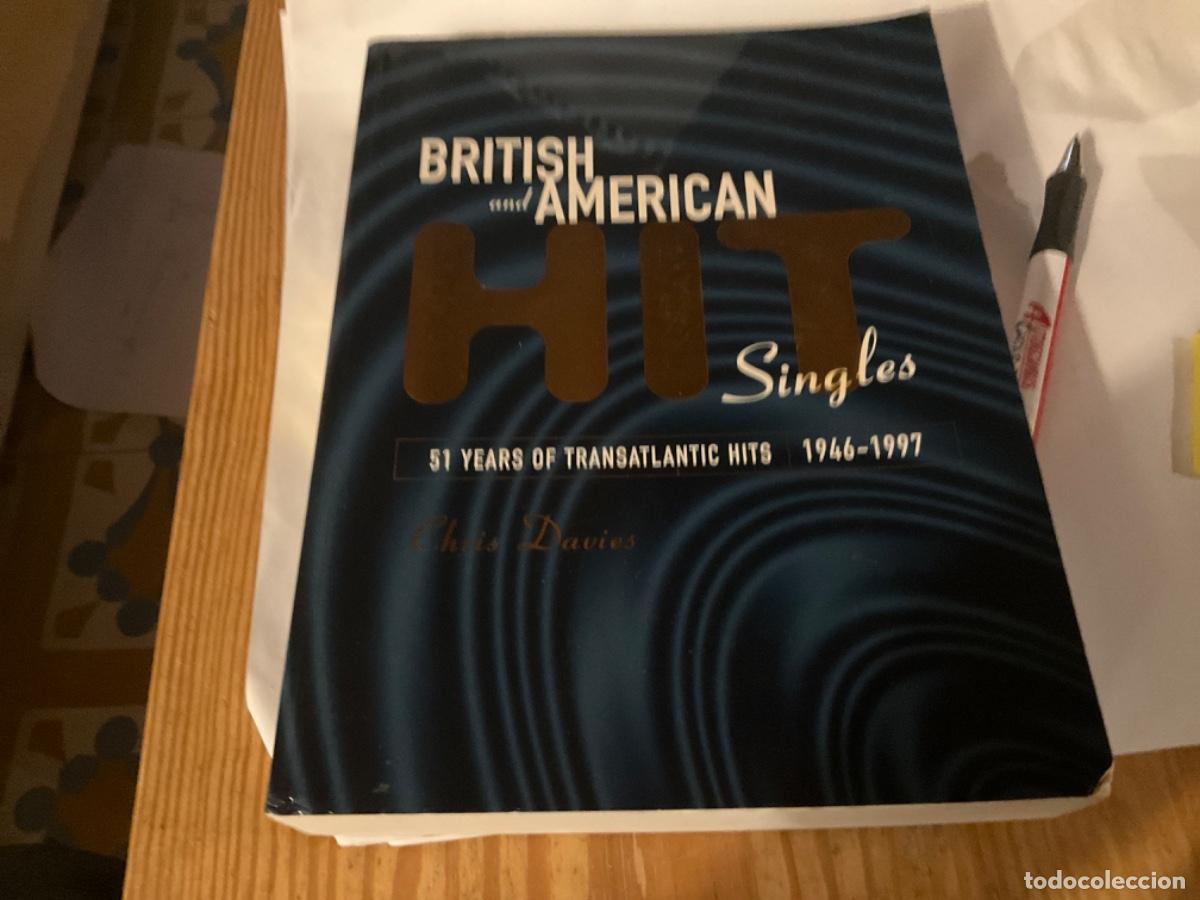 BRITISH
and AMERICAN
HIT
Singles
51 YEARS OF TRANSATLANTIC HITS 1946-1997
Chris Davies
todocoleccion